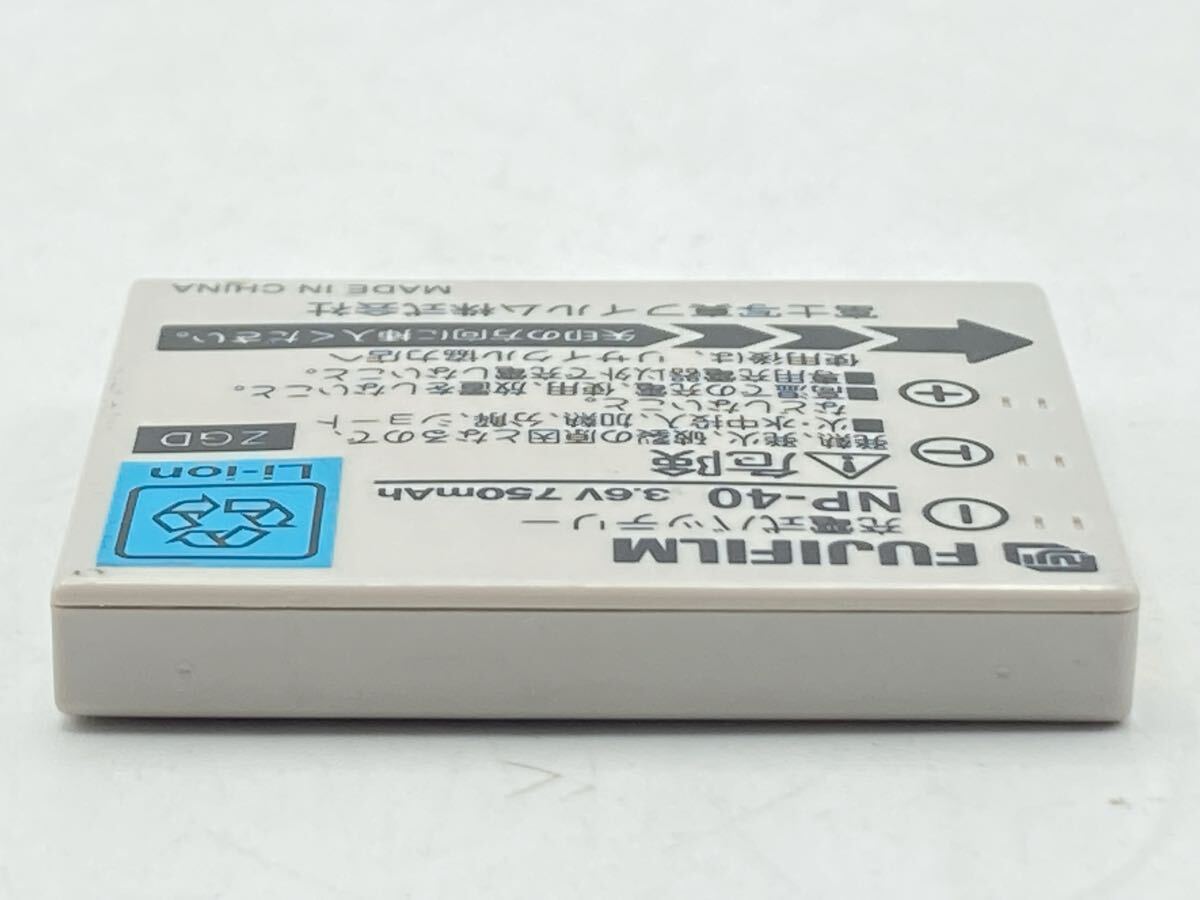 FUJIFILM
充電式バッテリー
NP-40 3.6V 750mAh
⚠危険
発熱、発火、破裂の原因となるので、
■火・水中投入、加熱、分解、ショート
などしないこと。
■高温での充電、使用、放置をしないこと。
■専用充電器以外で充電しないこと。
使用後は、リサイクル協力店へ
矢印の方向に挿入ください。
富士写真フイルム株式会社
MADE IN CHINA
Li-ion
ZGD
－
T
＋